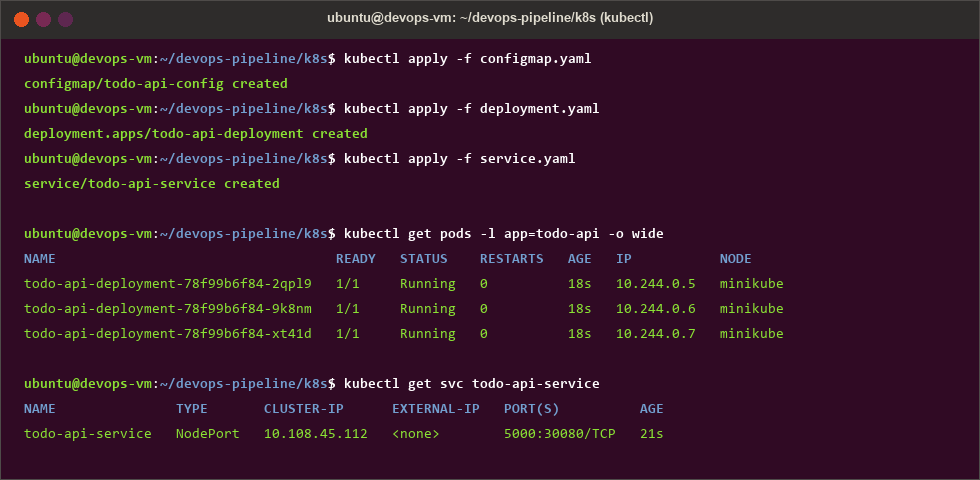 ubuntu@devops-vm: ~/devops-pipeline/k8s (kubectl)
ubuntu@devops-vm:~/devops-pipeline/k8s$ kubectl apply -f configmap.yaml
configmap/todo-api-config created
ubuntu@devops-vm:~/devops-pipeline/k8s$ kubectl apply -f deployment.yaml
deployment.apps/todo-api-deployment created
ubuntu@devops-vm:~/devops-pipeline/k8s$ kubectl apply -f service.yaml
service/todo-api-service created
ubuntu@devops-vm:~/devops-pipeline/k8s$ kubectl get pods -l app=todo-api -o wide
NAME                                   READY   STATUS    RESTARTS   AGE   IP           NODE
todo-api-deployment-78f99b6f84-2qpl9   1/1     Running   0          18s   10.244.0.5   minikube
todo-api-deployment-78f99b6f84-9k8nm   1/1     Running   0          18s   10.244.0.6   minikube
todo-api-deployment-78f99b6f84-xt41d   1/1     Running   0          18s   10.244.0.7   minikube
ubuntu@devops-vm:~/devops-pipeline/k8s$ kubectl get svc todo-api-service
NAME               TYPE       CLUSTER-IP      EXTERNAL-IP   PORT(S)          AGE
todo-api-service   NodePort   10.108.45.112   <none>        5000:30080/TCP   21s